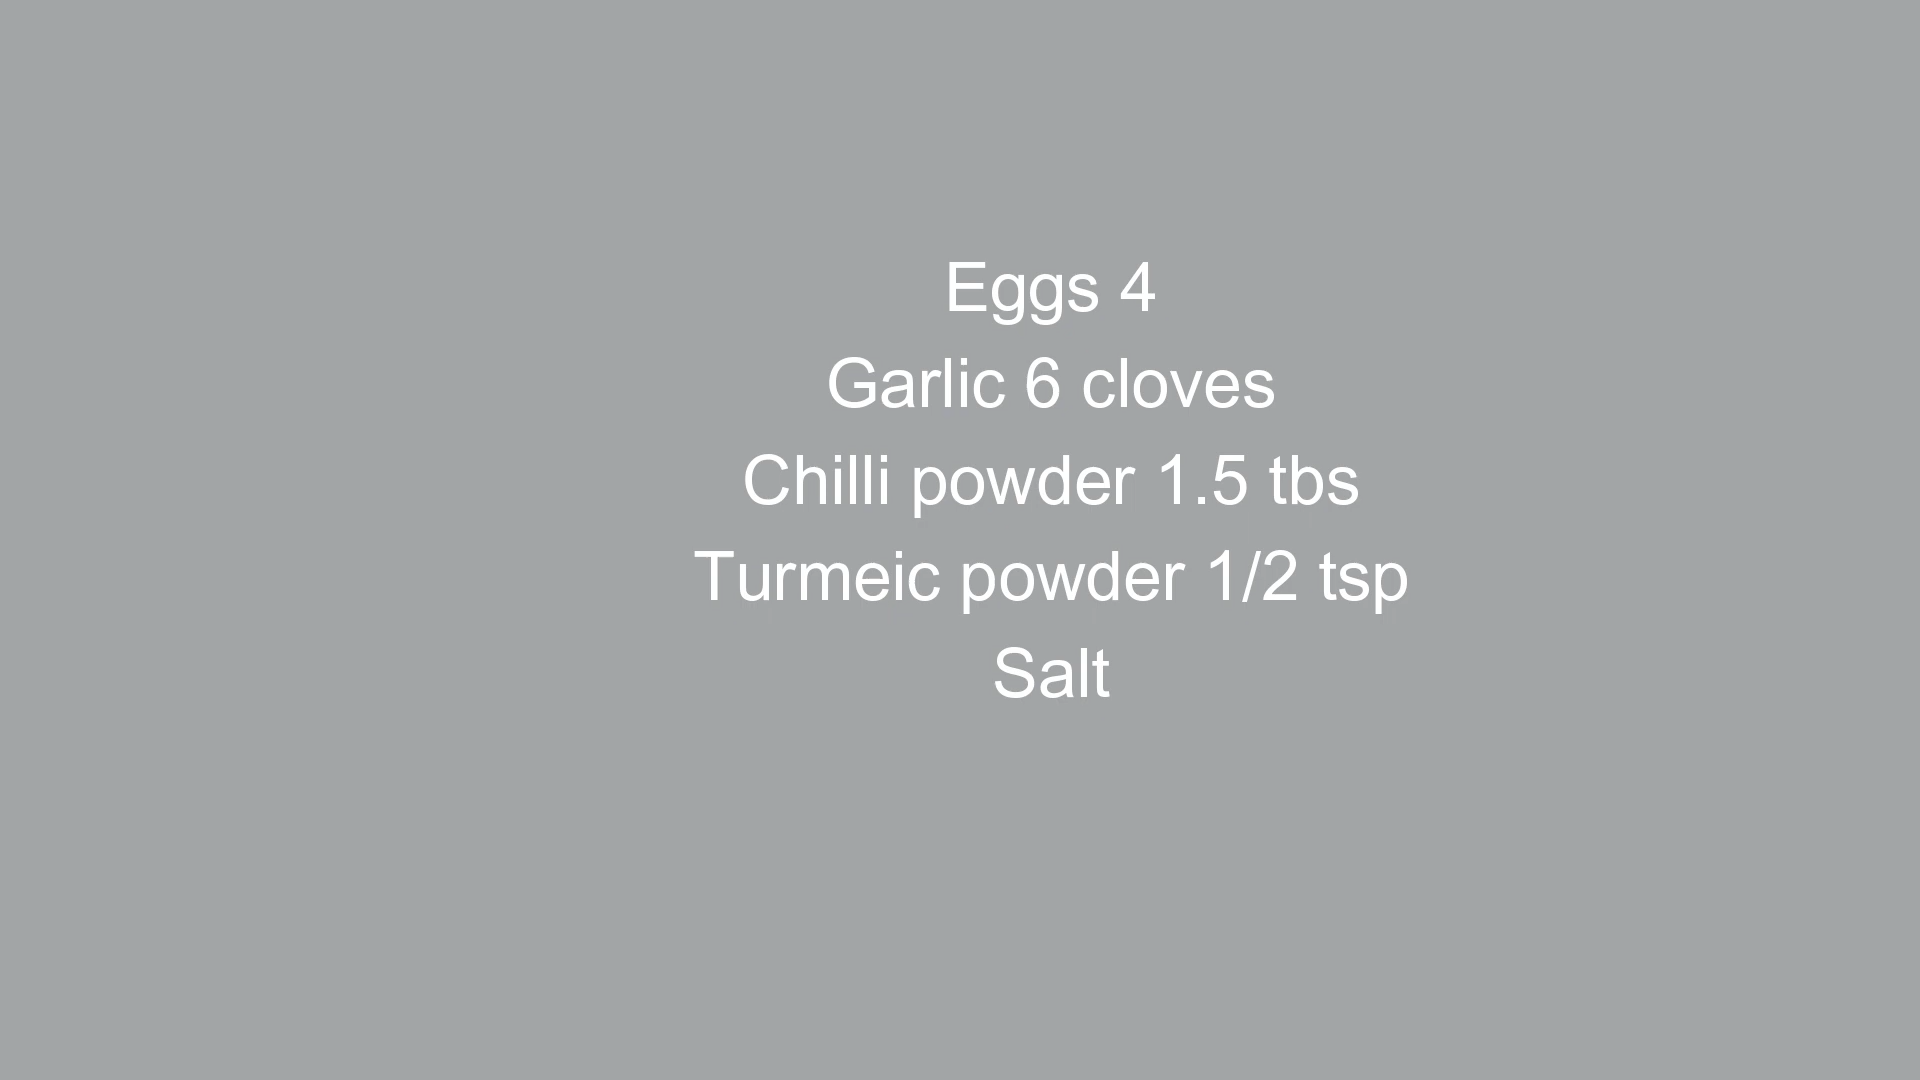 Eggs 4
Garlic 6 cloves
Chilli powder 1.5 tbs
Turmeic powder 1/2 tsp
Salt